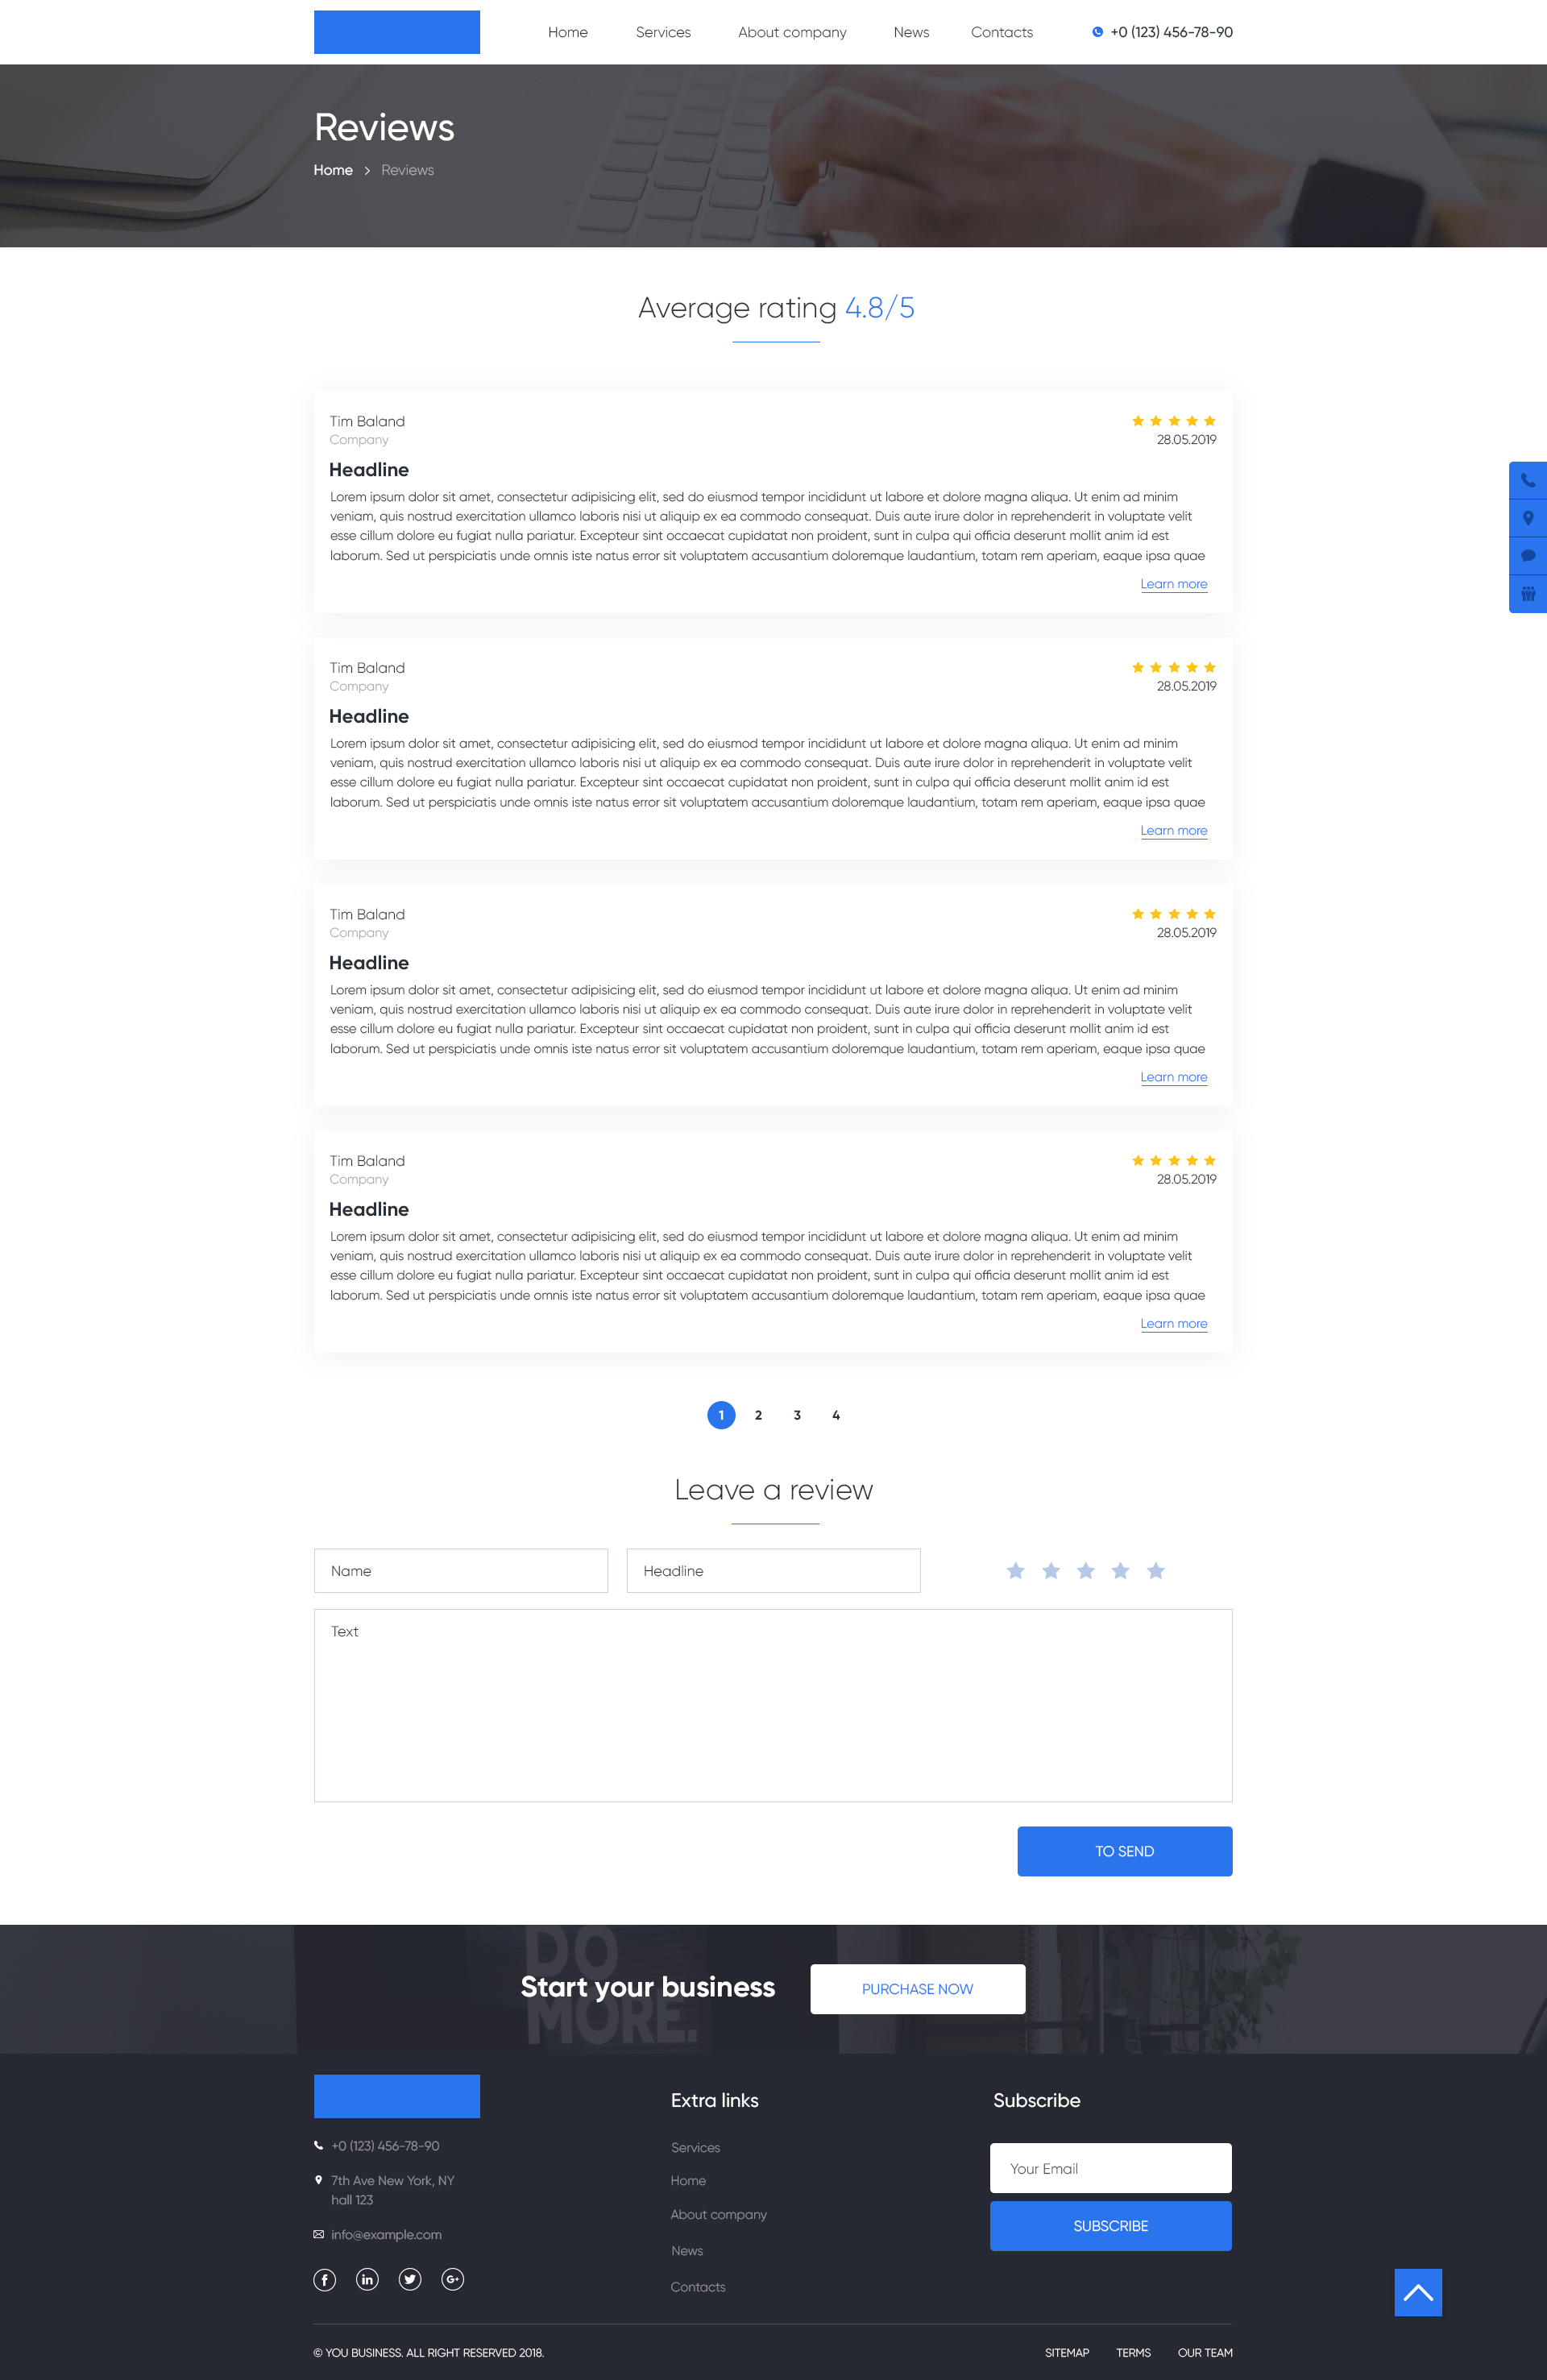 Home Services About company News Contacts +0 (123) 456-78-90
Reviews
Home > Reviews
Average rating 4.8/5
Tim Baland
Company 28.05.2019
Headline
Lorem ipsum dolor sit amet, consectetur adipisicing elit, sed do eiusmod tempor incididunt ut labore et dolore magna aliqua. Ut enim ad minim
veniam, quis nostrud exercitation ullamco laboris nisi ut aliquip ex ea commodo consequat. Duis aute irure dolor in reprehenderit in voluptate velit
esse cillum dolore eu fugiat nulla pariatur. Excepteur sint occaecat cupidatat non proident, sunt in culpa qui officia deserunt mollit anim id est
laborum. Sed ut perspiciatis unde omnis iste natus error sit voluptatem accusantium doloremque laudantium, totam rem aperiam, eaque ipsa quae
Learn more
Tim Baland
Company 28.05.2019
Headline
Lorem ipsum dolor sit amet, consectetur adipisicing elit, sed do eiusmod tempor incididunt ut labore et dolore magna aliqua. Ut enim ad minim
veniam, quis nostrud exercitation ullamco laboris nisi ut aliquip ex ea commodo consequat. Duis aute irure dolor in reprehenderit in voluptate velit
esse cillum dolore eu fugiat nulla pariatur. Excepteur sint occaecat cupidatat non proident, sunt in culpa qui officia deserunt mollit anim id est
laborum. Sed ut perspiciatis unde omnis iste natus error sit voluptatem accusantium doloremque laudantium, totam rem aperiam, eaque ipsa quae
Learn more
Tim Baland
Company 28.05.2019
Headline
Lorem ipsum dolor sit amet, consectetur adipisicing elit, sed do eiusmod tempor incididunt ut labore et dolore magna aliqua. Ut enim ad minim
veniam, quis nostrud exercitation ullamco laboris nisi ut aliquip ex ea commodo consequat. Duis aute irure dolor in reprehenderit in voluptate velit
esse cillum dolore eu fugiat nulla pariatur. Excepteur sint occaecat cupidatat non proident, sunt in culpa qui officia deserunt mollit anim id est
laborum. Sed ut perspiciatis unde omnis iste natus error sit voluptatem accusantium doloremque laudantium, totam rem aperiam, eaque ipsa quae
Learn more
Tim Baland
Company 28.05.2019
Headline
Lorem ipsum dolor sit amet, consectetur adipisicing elit, sed do eiusmod tempor incididunt ut labore et dolore magna aliqua. Ut enim ad minim
veniam, quis nostrud exercitation ullamco laboris nisi ut aliquip ex ea commodo consequat. Duis aute irure dolor in reprehenderit in voluptate velit
esse cillum dolore eu fugiat nulla pariatur. Excepteur sint occaecat cupidatat non proident, sunt in culpa qui officia deserunt mollit anim id est
laborum. Sed ut perspiciatis unde omnis iste natus error sit voluptatem accusantium doloremque laudantium, totam rem aperiam, eaque ipsa quae
Learn more
1 2 3 4
Leave a review
Name Headline
Text
TO SEND
DO
MORE.
Start your business PURCHASE NOW
+0 (123) 456-78-90
7th Ave New York, NY
hall 123
info@example.com
f in G+
Extra links
Services
Home
About company
News
Contacts
Subscribe
Your Email
SUBSCRIBE
© YOU BUSINESS. ALL RIGHT RESERVED 2018. SITEMAP TERMS OUR TEAM